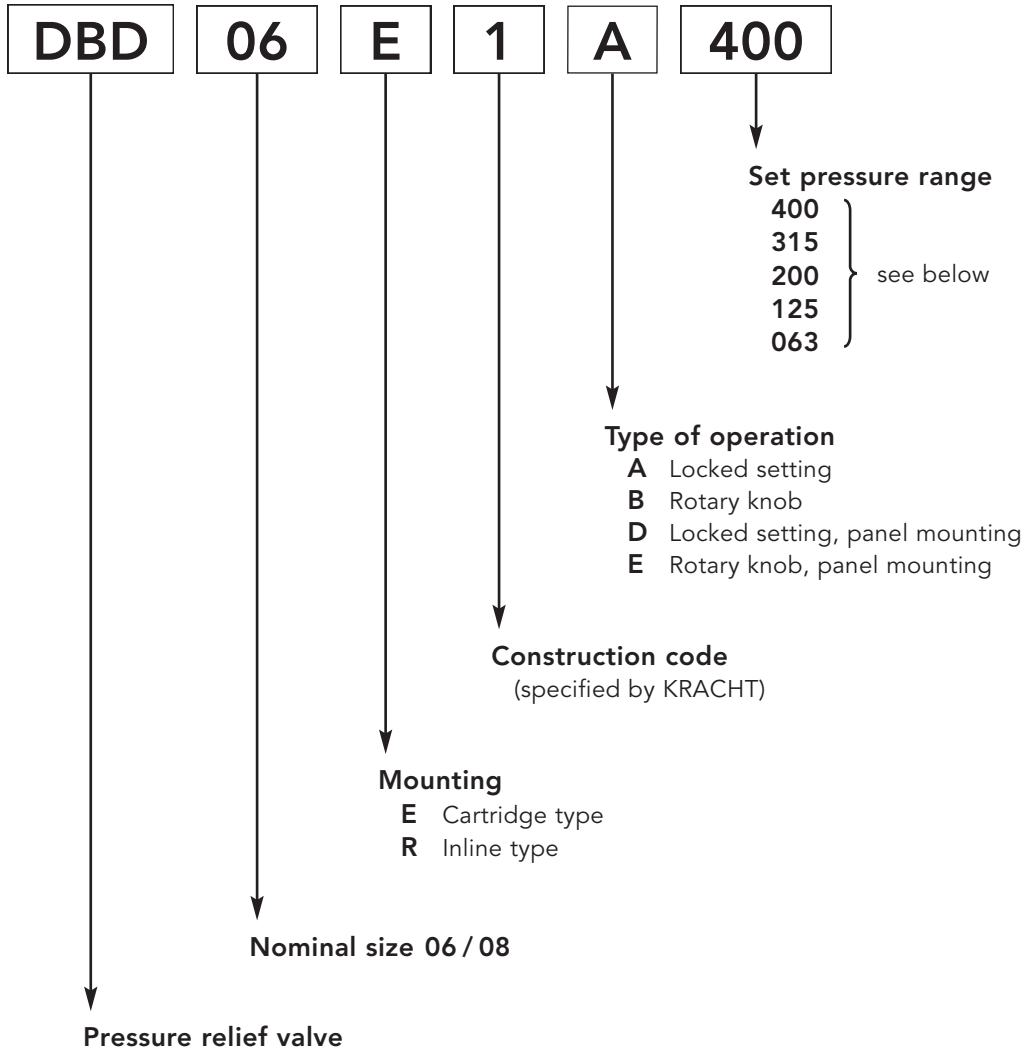 DBD 06 E 1 A 400
Set pressure range
400
315
200 see below
125
063
Type of operation
A Locked setting
B Rotary knob
D Locked setting, panel mounting
E Rotary knob, panel mounting
Construction code
(specified by KRACHT)
Mounting
E Cartridge type
R Inline type
Nominal size 06 / 08
Pressure relief valve